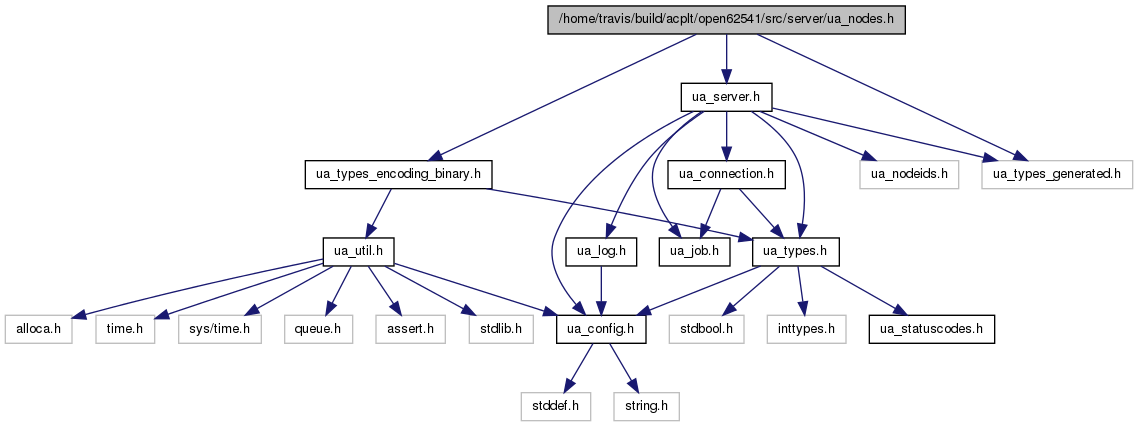 /home/travis/build/acplt/open62541/src/server/ua_nodes.h
ua_server.h
ua_types_encoding_binary.h
ua_connection.h
ua_nodeids.h
ua_types_generated.h
ua_util.h
ua_log.h
ua_job.h
ua_types.h
alloca.h
time.h
sys/time.h
queue.h
assert.h
stdlib.h
ua_config.h
stdbool.h
inttypes.h
ua_statuscodes.h
stddef.h
string.h